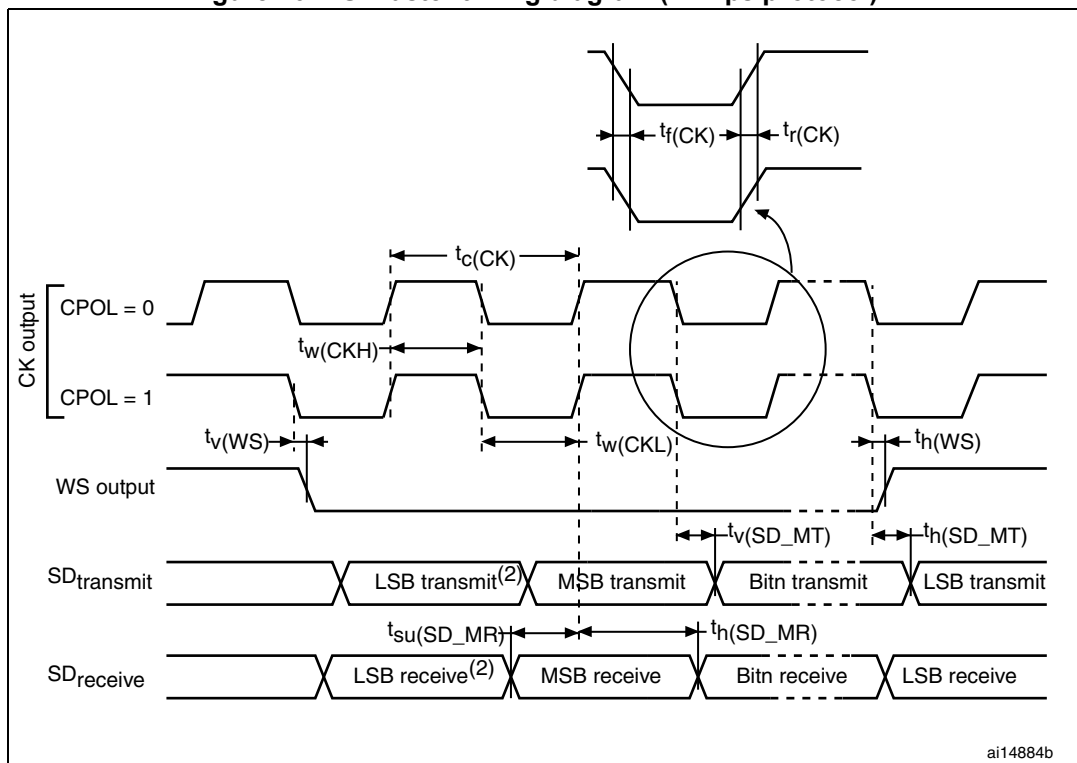 tf(CK)
tr(CK)
tc(CK)
CK output
CPOL = 0
tw(CKH)
CPOL = 1
tv(WS)
tw(CKL)
th(WS)
WS output
tv(SD_MT)
th(SD_MT)
SDtransmit
LSB transmit(2)
MSB transmit
Bitn transmit
LSB transmit
tsu(SD_MR)
th(SD_MR)
SDreceive
LSB receive(2)
MSB receive
Bitn receive
LSB receive
ai14884b